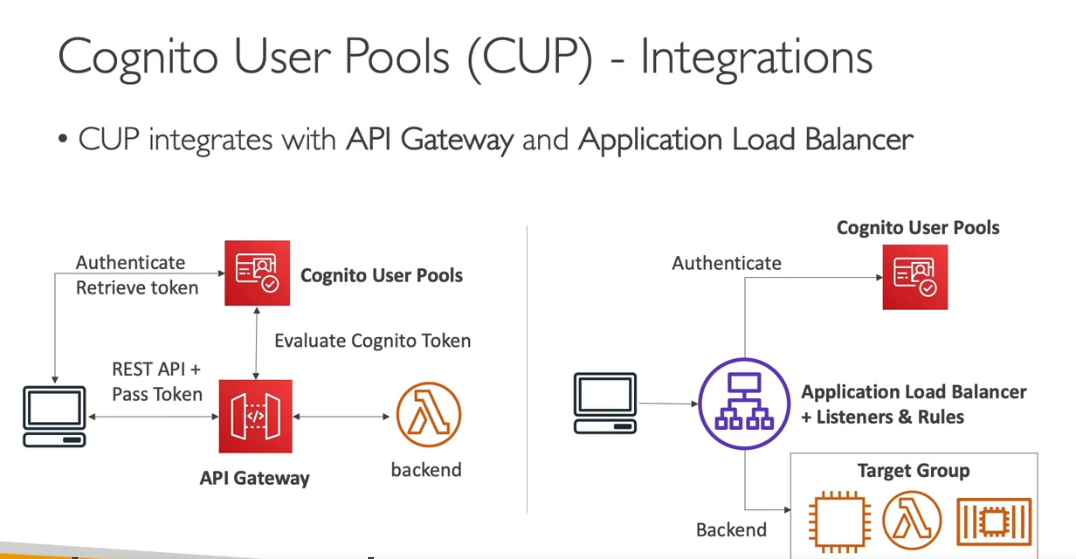 Cognito User Pools (CUP) - Integrations
• CUP integrates with API Gateway and Application Load Balancer
Authenticate
Retrieve token
Cognito User Pools
Evaluate Cognito Token
REST API +
Pass Token
API Gateway
backend
Cognito User Pools
Authenticate
Application Load Balancer
+ Listeners & Rules
Target Group
Backend